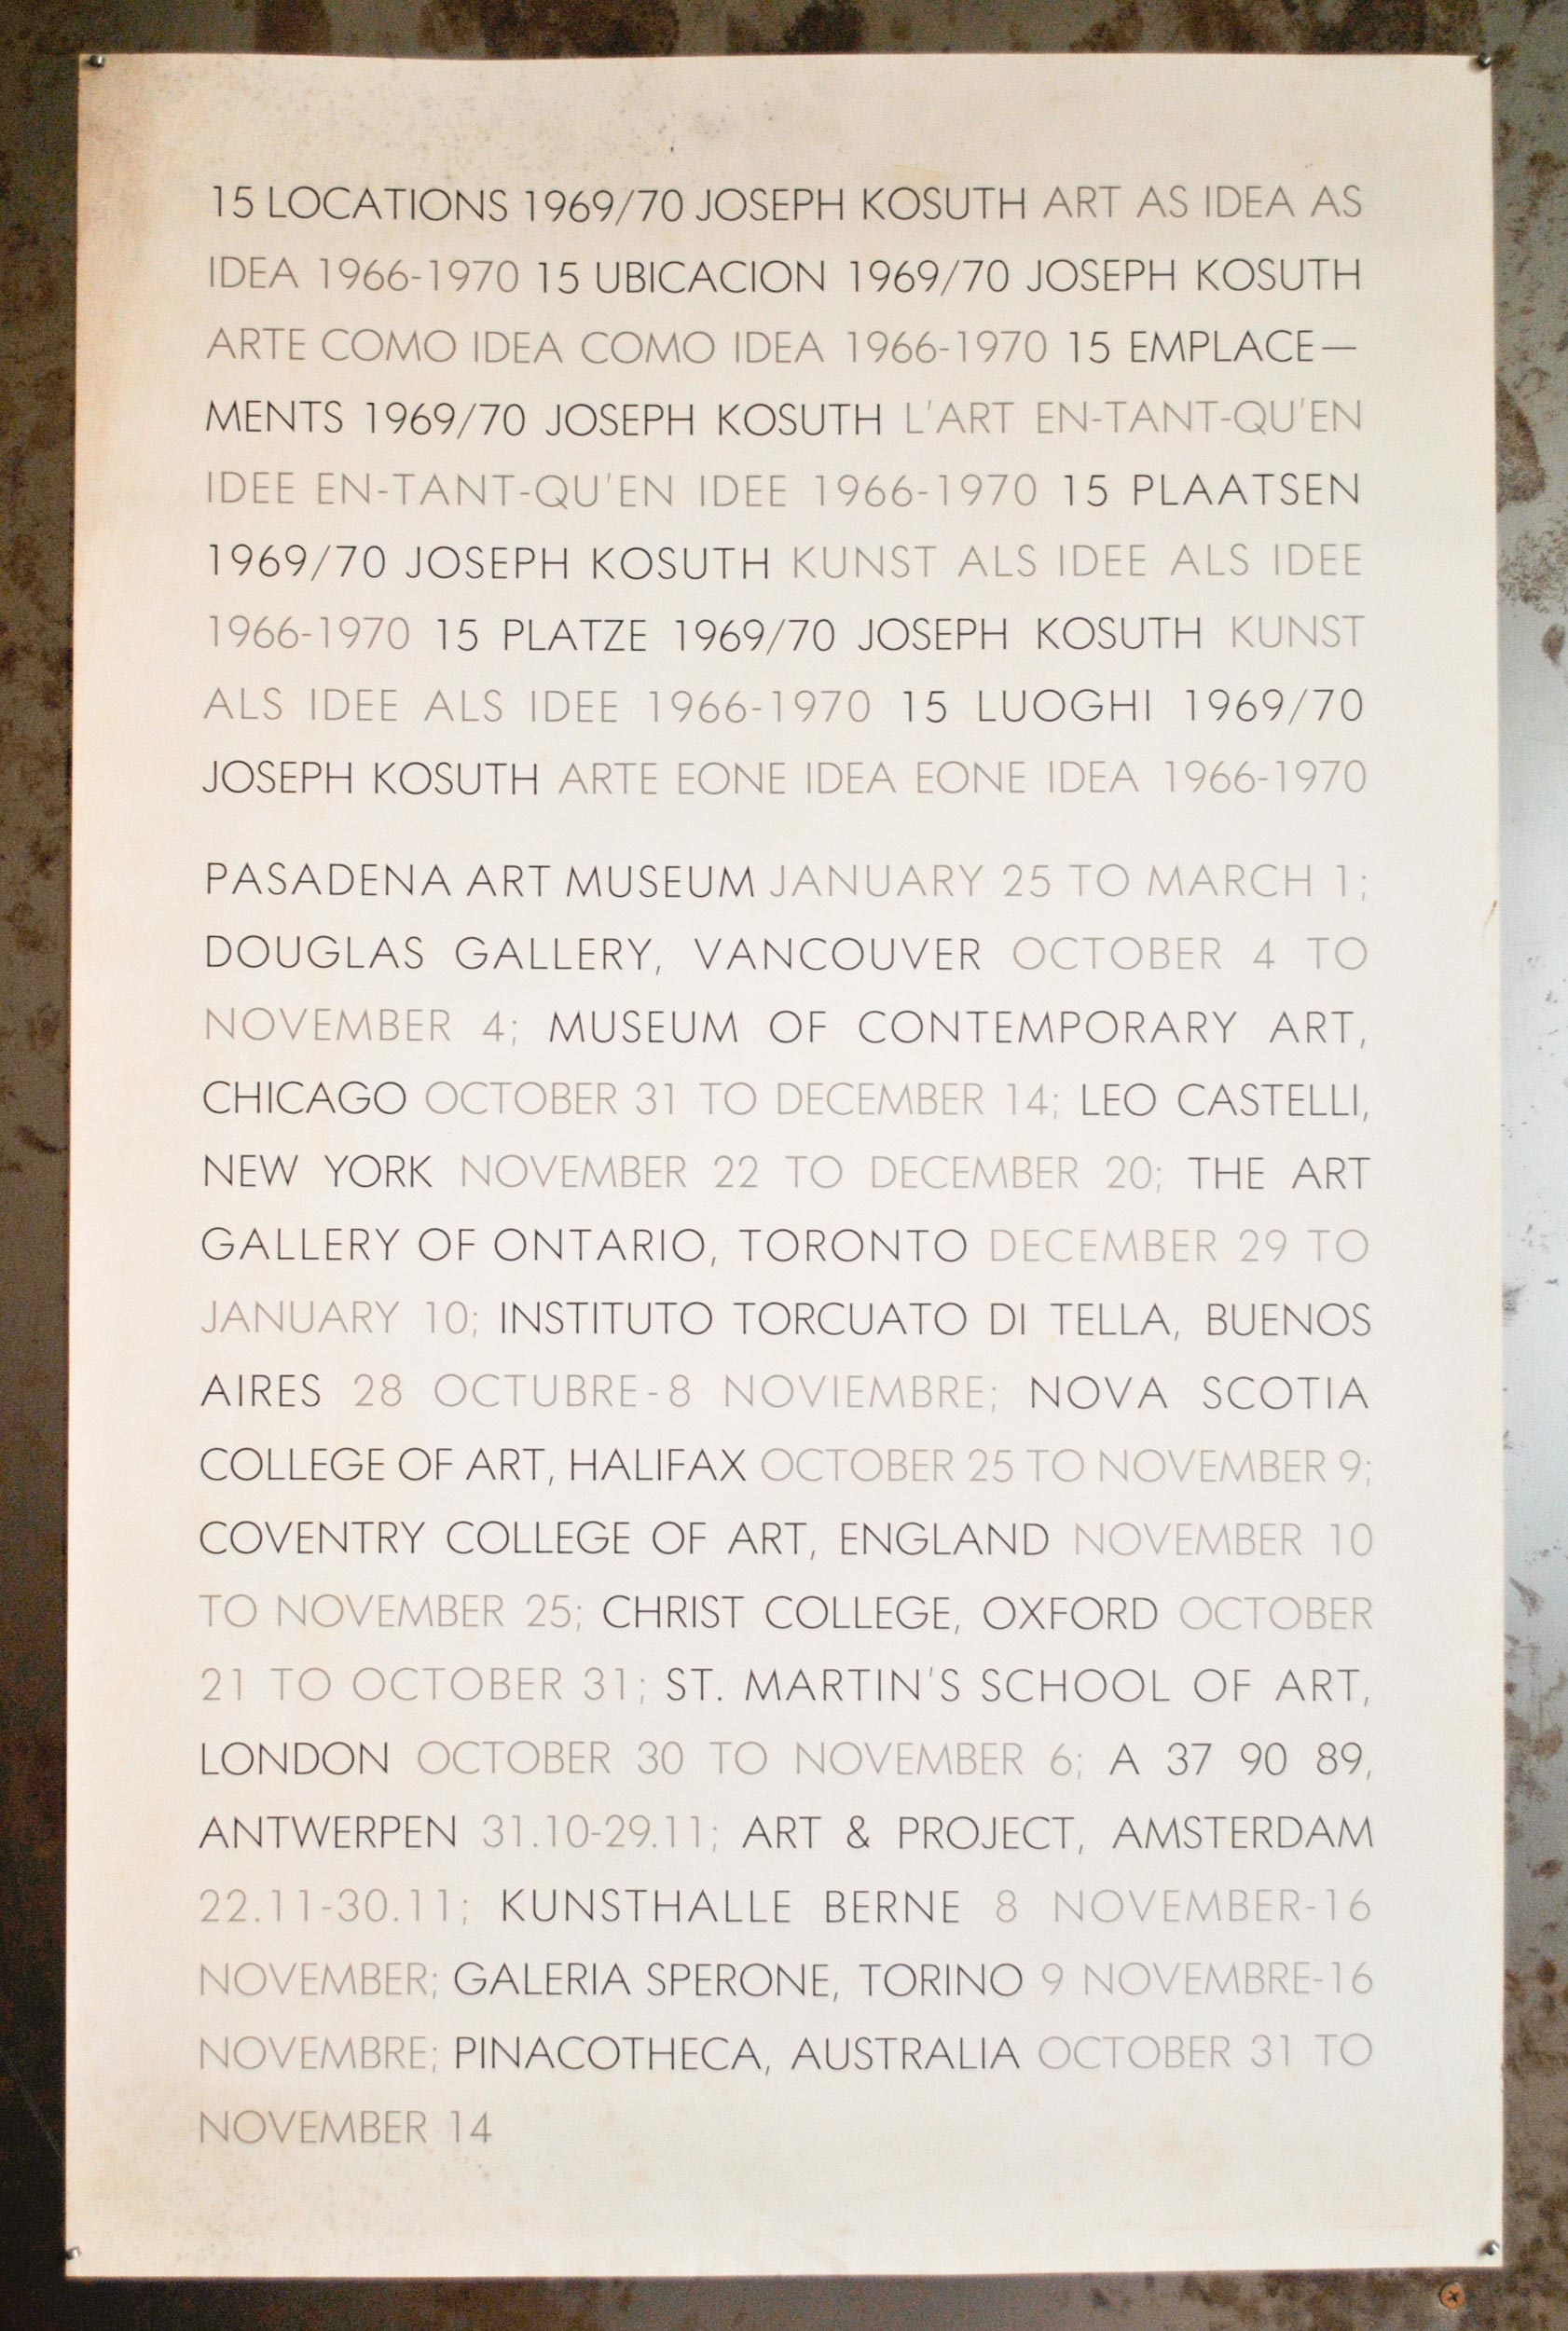 15 LOCATIONS 1969/70 JOSEPH KOSUTH ART AS IDEA AS
IDEA 1966-1970 15 UBICACION 1969/70 JOSEPH KOSUTH
ARTE COMO IDEA COMO IDEA 1966-1970 15 EMPLACE—
MENTS 1969/70 JOSEPH KOSUTH L'ART EN-TANT-QU'EN
IDEE EN-TANT-QU'EN IDEE 1966-1970 15 PLAATSEN
1969/70 JOSEPH KOSUTH KUNST ALS IDEE ALS IDEE
1966-1970 15 PLATZE 1969/70 JOSEPH KOSUTH KUNST
ALS IDEE ALS IDEE 1966-1970 15 LUOGHI 1969/70
JOSEPH KOSUTH ARTE EONE IDEA EONE IDEA 1966-1970
PASADENA ART MUSEUM JANUARY 25 TO MARCH 1;
DOUGLAS GALLERY, VANCOUVER OCTOBER 4 TO
NOVEMBER 4; MUSEUM OF CONTEMPORARY ART,
CHICAGO OCTOBER 31 TO DECEMBER 14; LEO CASTELLI,
NEW YORK NOVEMBER 22 TO DECEMBER 20; THE ART
GALLERY OF ONTARIO, TORONTO DECEMBER 29 TO
JANUARY 10; INSTITUTO TORCUATO DI TELLA, BUENOS
AIRES 28 OCTUBRE-8 NOVIEMBRE; NOVA SCOTIA
COLLEGE OF ART, HALIFAX OCTOBER 25 TO NOVEMBER 9;
COVENTRY COLLEGE OF ART, ENGLAND NOVEMBER 10
TO NOVEMBER 25; CHRIST COLLEGE, OXFORD OCTOBER
21 TO OCTOBER 31; ST. MARTIN'S SCHOOL OF ART,
LONDON OCTOBER 30 TO NOVEMBER 6; A 37 90 89,
ANTWERPEN 31.10-29.11; ART & PROJECT, AMSTERDAM
22.11-30.11; KUNSTHALLE BERNE 8 NOVEMBER-16
NOVEMBER; GALERIA SPERONE, TORINO 9 NOVEMBRE-16
NOVEMBRE; PINACOTHECA, AUSTRALIA OCTOBER 31 TO
NOVEMBER 14